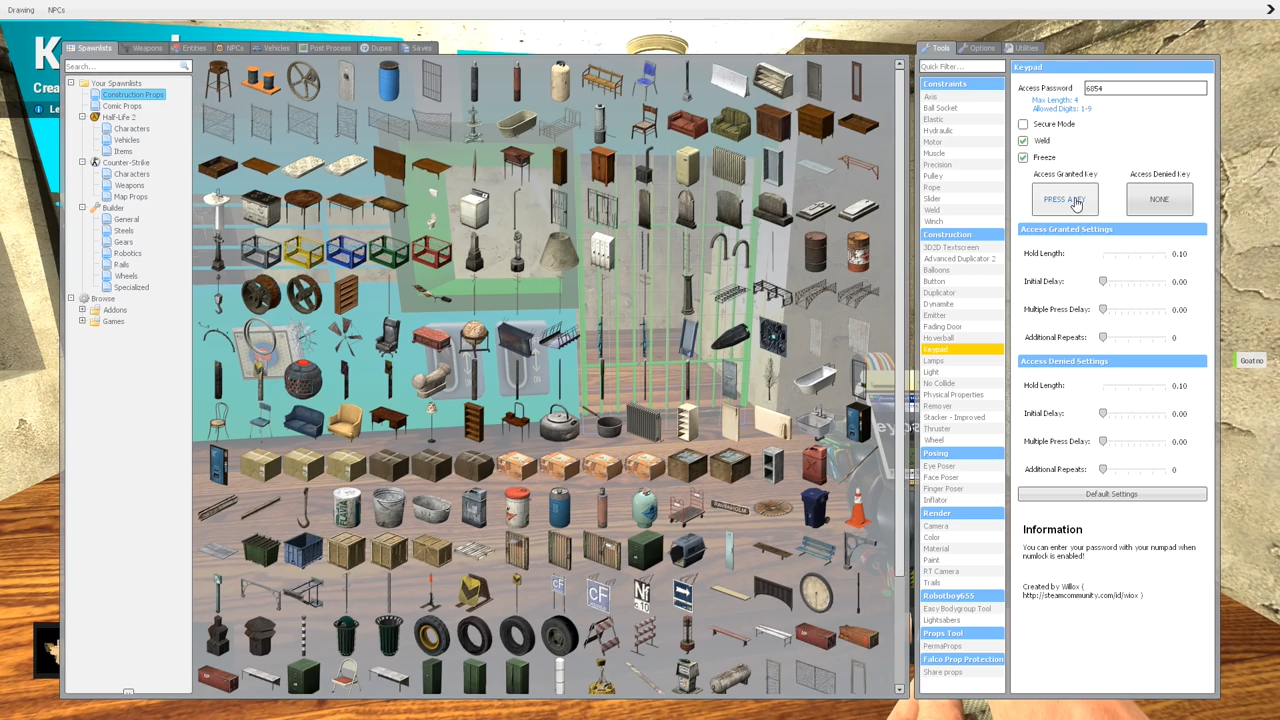 Drawing NPCs
K
Crea
Le
Spawnlists Weapons Entities NPCs Vehicles Post Process Dupes Saves
Search...
Your Spawnlists
Construction Props
Comic Props
Half-Life 2
Characters
Vehicles
Items
Counter-Strike
Characters
Weapons
Map Props
Builder
General
Steels
Gears
Robotics
Rails
Wheels
Specialized
Browse
Addons
Games
Tools Options Utilities
Quick Filter...
Constraints
Axis
Ball Socket
Elastic
Hydraulic
Motor
Muscle
Precision
Pulley
Rope
Slider
Weld
Winch
Construction
3D2D Textscreen
Advanced Duplicator 2
Balloons
Button
Duplicator
Dynamite
Emitter
Fading Door
Hoverball
Keypad
Lamps
Light
No Collide
Physical Properties
Remover
Stacker - Improved
Thruster
Wheel
Posing
Eye Poser
Face Poser
Finger Poser
Inflator
Render
Camera
Color
Material
Paint
RT Camera
Trails
Robotboy655
Easy Bodygroup Tool
Lightsabers
Props Tool
PermaProps
Falco Prop Protection
Share props
Keypad
Access Password 6854
Max Length: 4
Allowed Digits: 1-9
Secure Mode
Weld
Freeze
Access Granted Key Access Denied Key
PRESS A KEY NONE
Access Granted Settings
Hold Length: 0.10
Initial Delay: 0.00
Multiple Press Delay: 0.00
Additional Repeats: 0
Access Denied Settings
Hold Length: 0.10
Initial Delay: 0.00
Multiple Press Delay: 0.00
Additional Repeats: 0
Default Settings
Information
You can enter your password with your numpad when
numlock is enabled!
Created by Willox (
http://steamcommunity.com/id/wiox )
Goatno
cF
cF